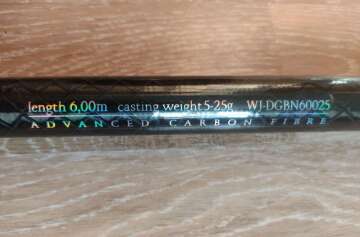 length 6,00m casting weight 5-25g WJ-DGBN60025
ADVANCED CARBON FIBRE